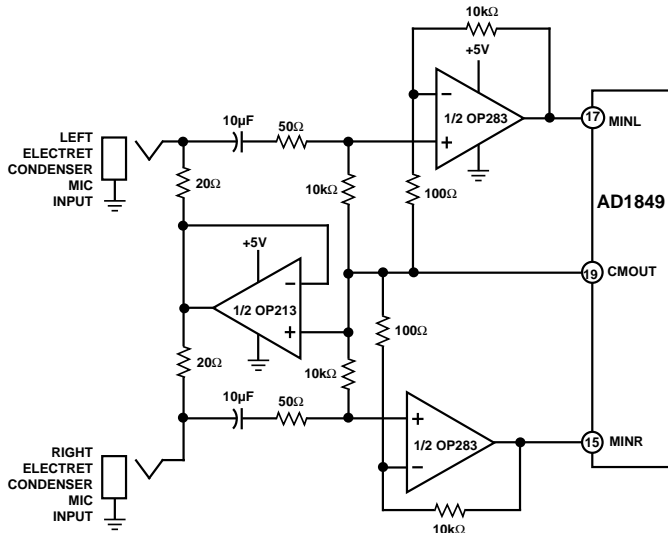 10kΩ
+5V
1/2 OP283
17
MINL
10µF
50Ω
LEFT
ELECTRET
CONDENSER
MIC
INPUT
20Ω
10kΩ
100Ω
AD1849
+5V
19
CMOUT
1/2 OP213
100Ω
20Ω
10kΩ
10µF
50Ω
1/2 OP283
15
MINR
RIGHT
ELECTRET
CONDENSER
MIC
INPUT
10kΩ